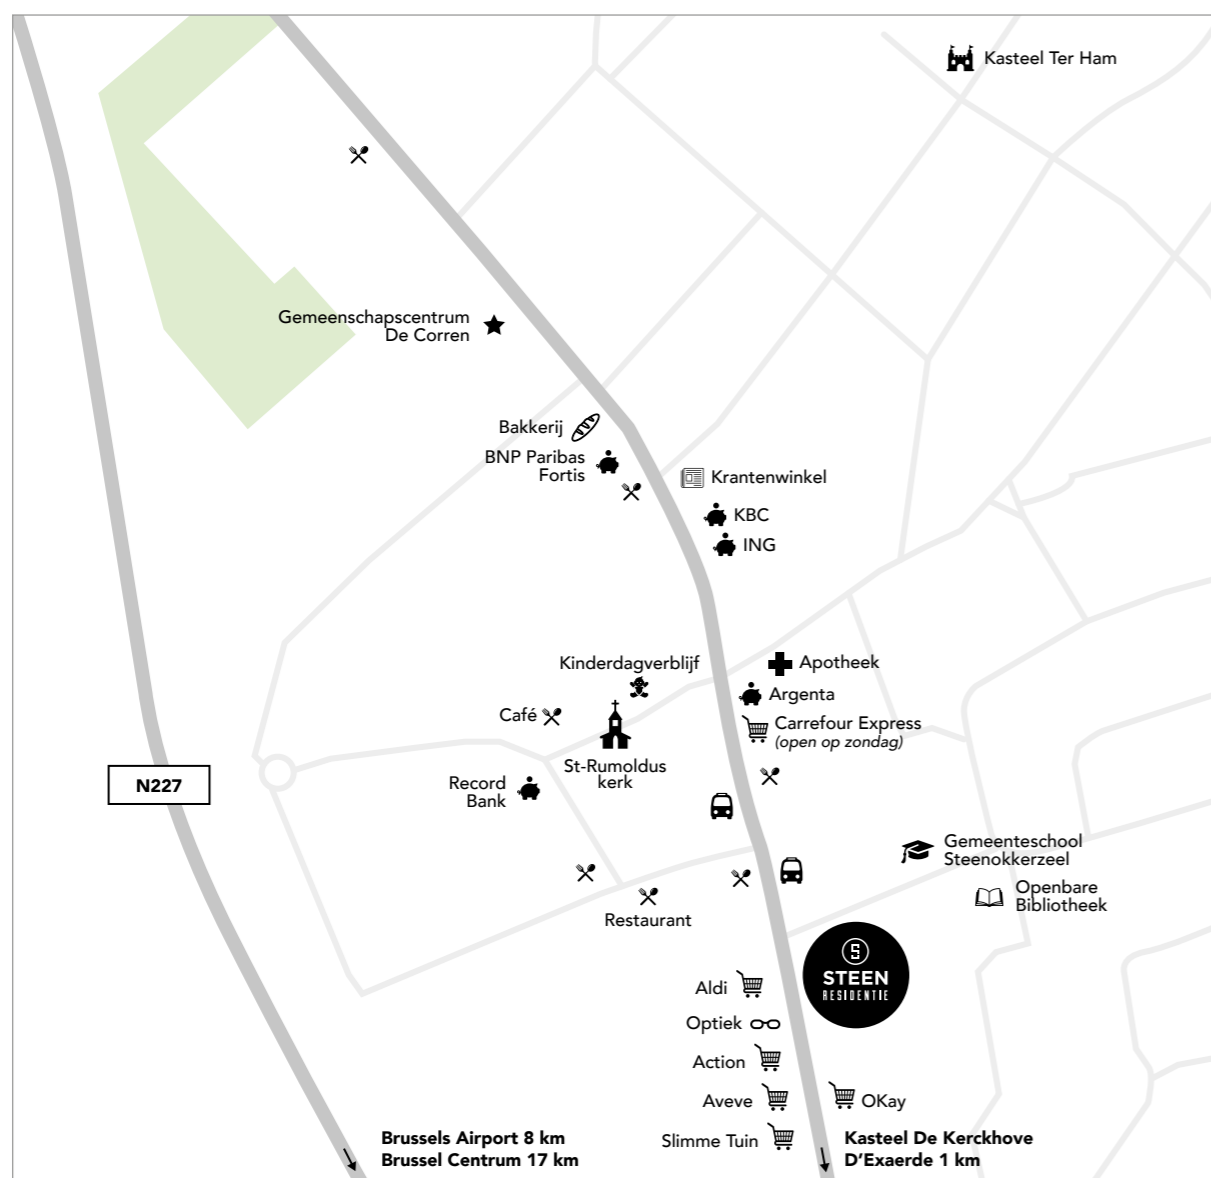 Kasteel Ter Ham
Gemeenschapscentrum
De Corren
Bakkerij
BNP Paribas
Fortis
Krantenwinkel
KBC
ING
Kinderdagverblijf
Apotheek
Argenta
Café
Carrefour Express
(open op zondag)
St-Rumoldus
kerk
N227
Record
Bank
Gemeenteschool
Steenokkerzeel
Openbare
Bibliotheek
Restaurant
S
STEEN
RESIDENTIE
Aldi
Optiek
Action
Aveve
OKay
Slimme Tuin
Brussels Airport 8 km
Brussel Centrum 17 km
Kasteel De Kerckhove
D'Exaerde 1 km